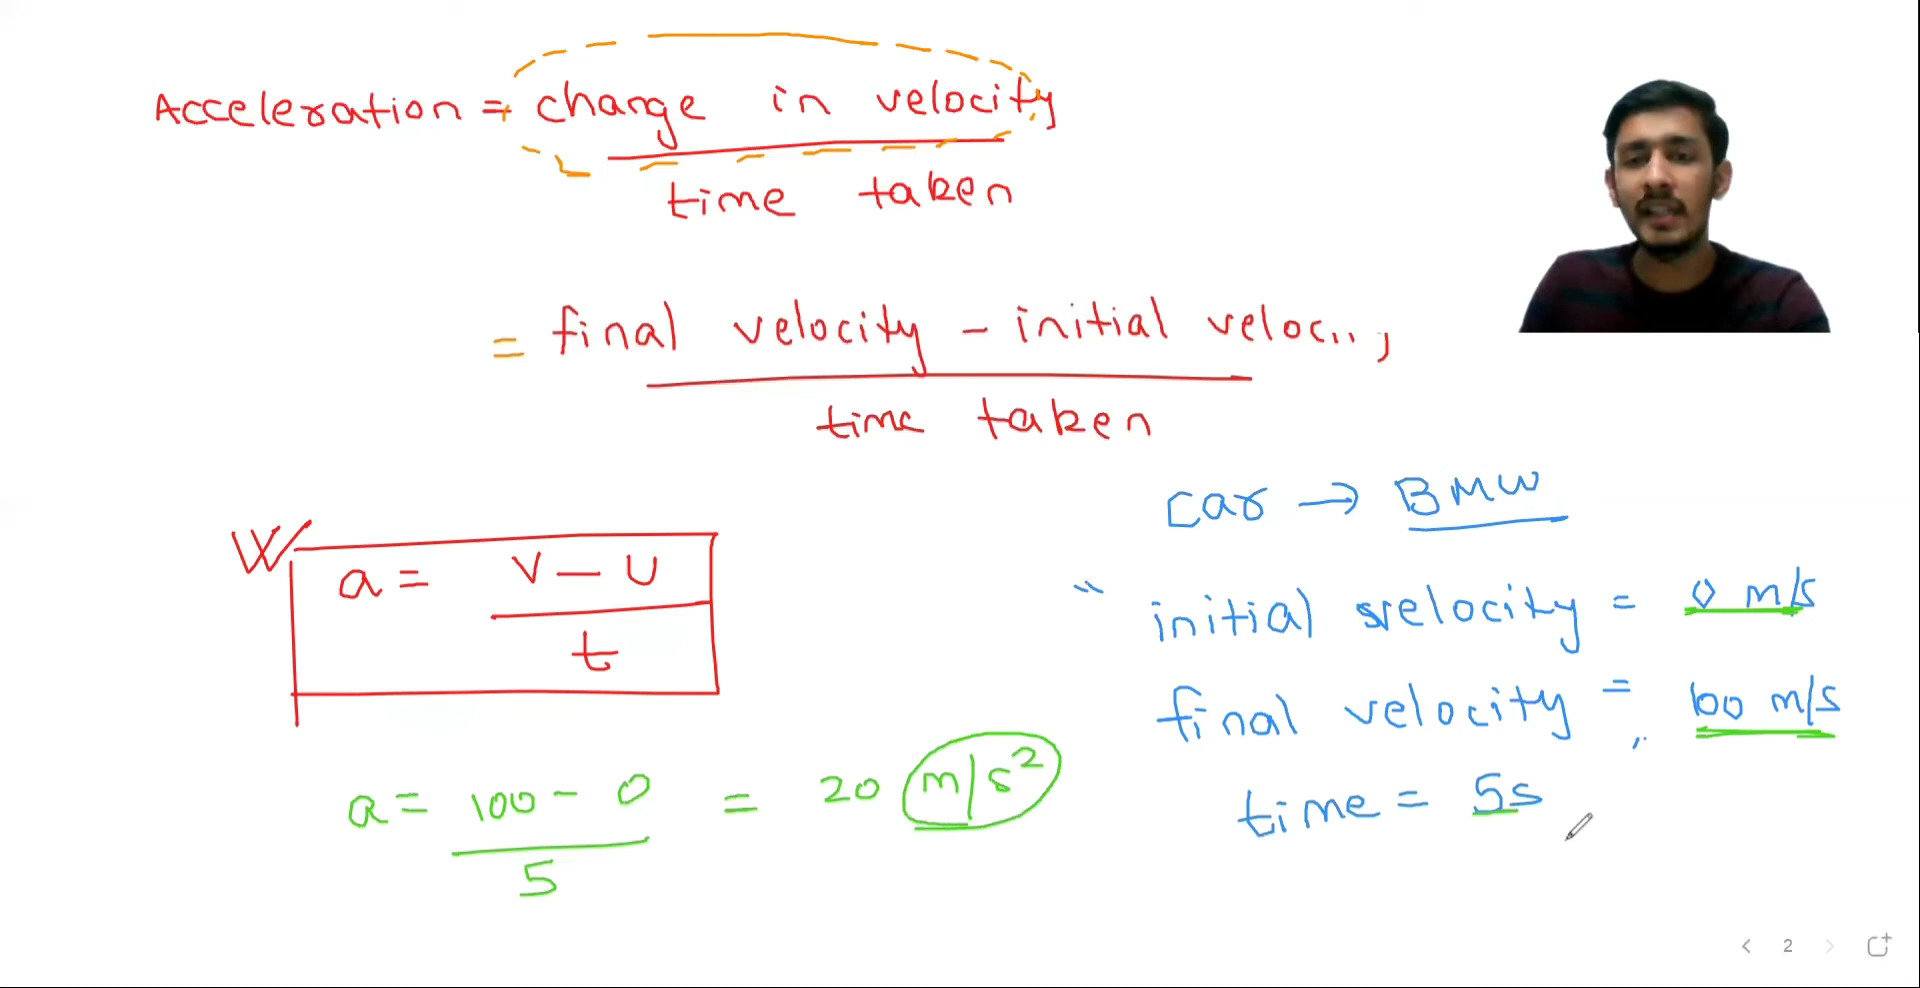 Acceleration = change in velocity
time taken
= final velocity - initial
time taken
a = V - U
t
a = 100 - 0 = 20 m/s²
5
car → BMW
initial velocity = 0 m/s
final velocity = 100 m/s
time = 5s
2